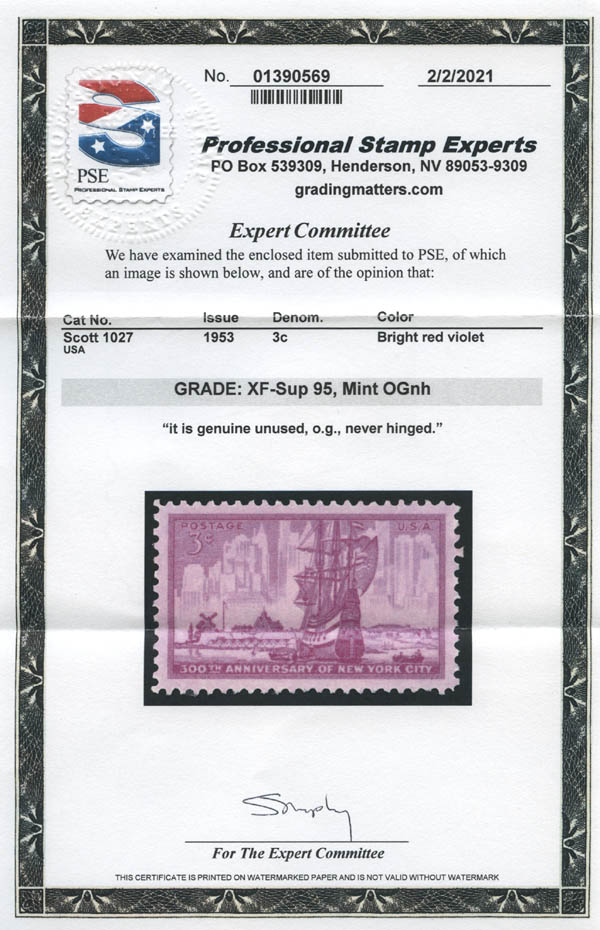 No. 01390569 2/2/2021
PSE
PROFESSIONAL STAMP EXPERTS
Professional Stamp Experts
PO Box 539309, Henderson, NV 89053-9309
gradingmatters.com
Expert Committee
We have examined the enclosed item submitted to PSE, of which
an image is shown below, and are of the opinion that:
Cat No. Issue Denom. Color
Scott 1027 1953 3c Bright red violet
USA
GRADE: XF-Sup 95, Mint OGnh
“it is genuine unused, o.g., never hinged.”
POSTAGE U.S.A.
3¢
300TH ANNIVERSARY OF NEW YORK CITY
For The Expert Committee
THIS CERTIFICATE IS PRINTED ON WATERMARKED PAPER AND IS NOT VALID WITHOUT WATERMARK